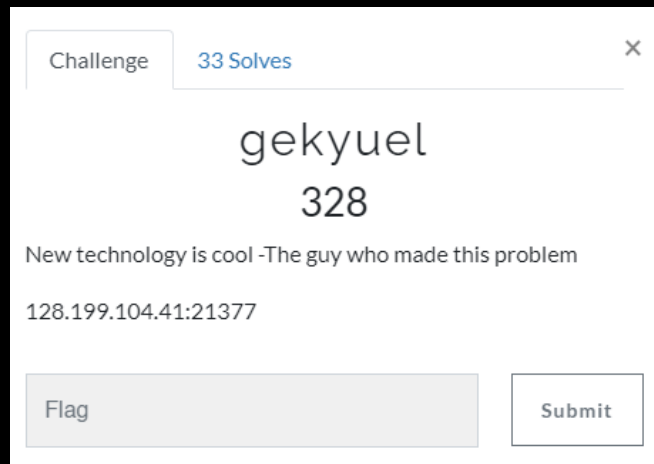 Challenge 33 Solves ×
gekyuel
328
New technology is cool -The guy who made this problem
128.199.104.41:21377
Flag Submit